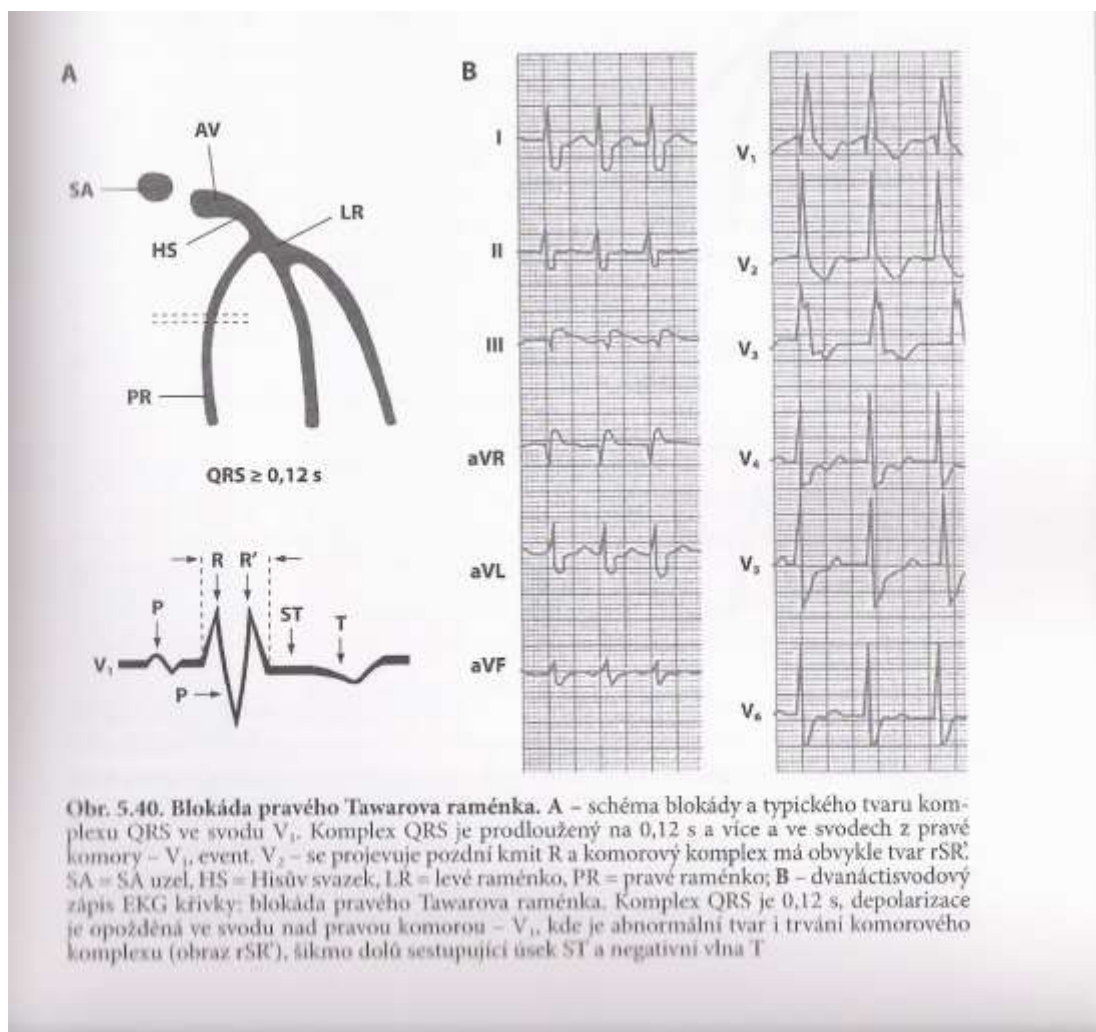 A
AV
SA
LR
HS
PR
QRS ≥ 0,12 s
R R'
P
ST
T
V₁
P
B
I
II
III
aVR
aVL
aVF
V₁
V₂
V₃
V₄
V₅
V₆
Obr. 5.40. Blokáda pravého Tawarova raménka. A – schéma blokády a typického tvaru kom-
plexu QRS ve svodu V₁. Komplex QRS je prodloužený na 0,12 s a více a ve svodech z pravé
komory – V₁, event. V₂ – se projevuje pozdní kmit R a komorový komplex má obvykle tvar rSR'.
SA = SA uzel, HS = Hisův svazek, LR = levé raménko, PR = pravé raménko; B – dvanáctisvodový
zápis EKG křivky: blokáda pravého Tawarova raménka. Komplex QRS je 0,12 s, depolarizace
je opožděná ve svodu nad pravou komorou – V₁, kde je abnormální tvar i trvání komorového
komplexu (obraz rSR'), šikmo dolů sestupující úsek ST a negativní vlna T